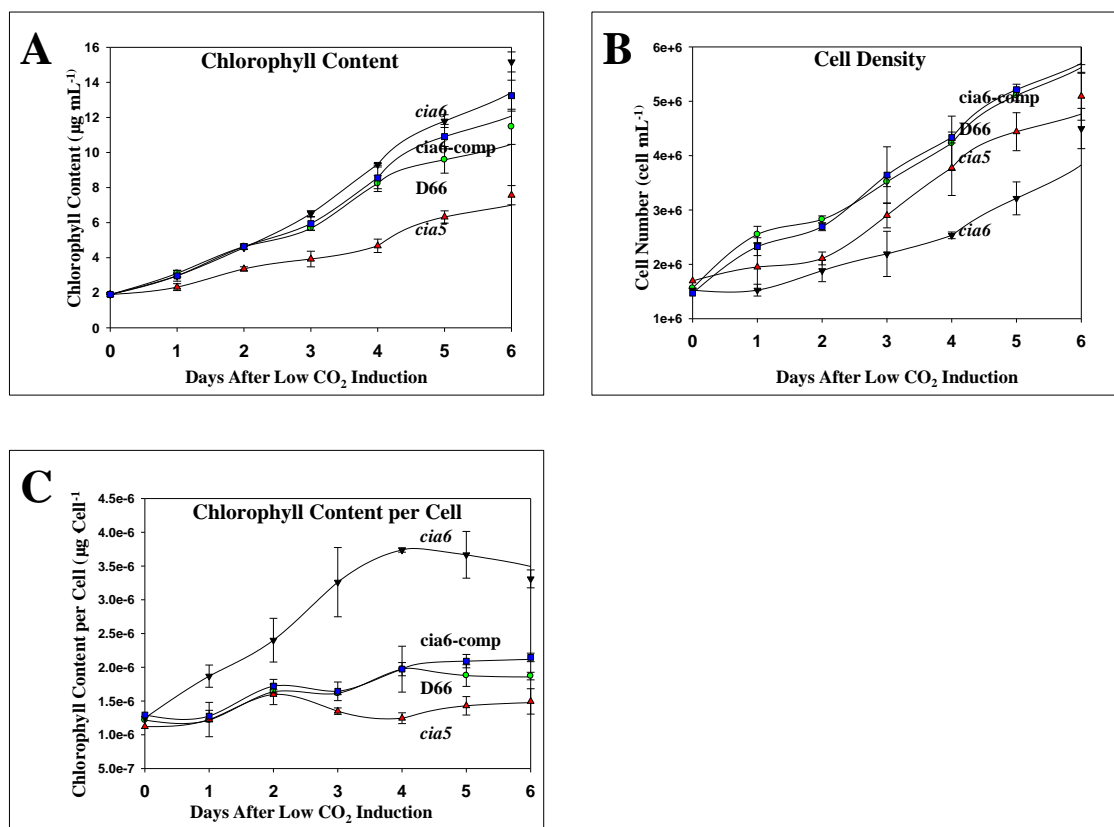 A
Chlorophyll Content
Chlorophyll Content (µg mL-1)
16
14
12
10
8
6
4
2
0
cia6
cia6-comp
D66
cia5
0 1 2 3 4 5 6
Days After Low CO2 Induction
B
Cell Density
Cell Number (cell mL-1)
6e+6
5e+6
4e+6
3e+6
2e+6
1e+6
cia6-comp
D66
cia5
cia6
0 1 2 3 4 5 6
Days After Low CO2 Induction
C
Chlorophyll Content per Cell
Chlorophyll Content per Cell (µg Cell-1
4.5e-6
4.0e-6
3.5e-6
3.0e-6
2.5e-6
2.0e-6
1.5e-6
1.0e-6
5.0e-7
cia6
cia6-comp
D66
cia5
0 1 2 3 4 5 6
Days After Low CO2 Induction